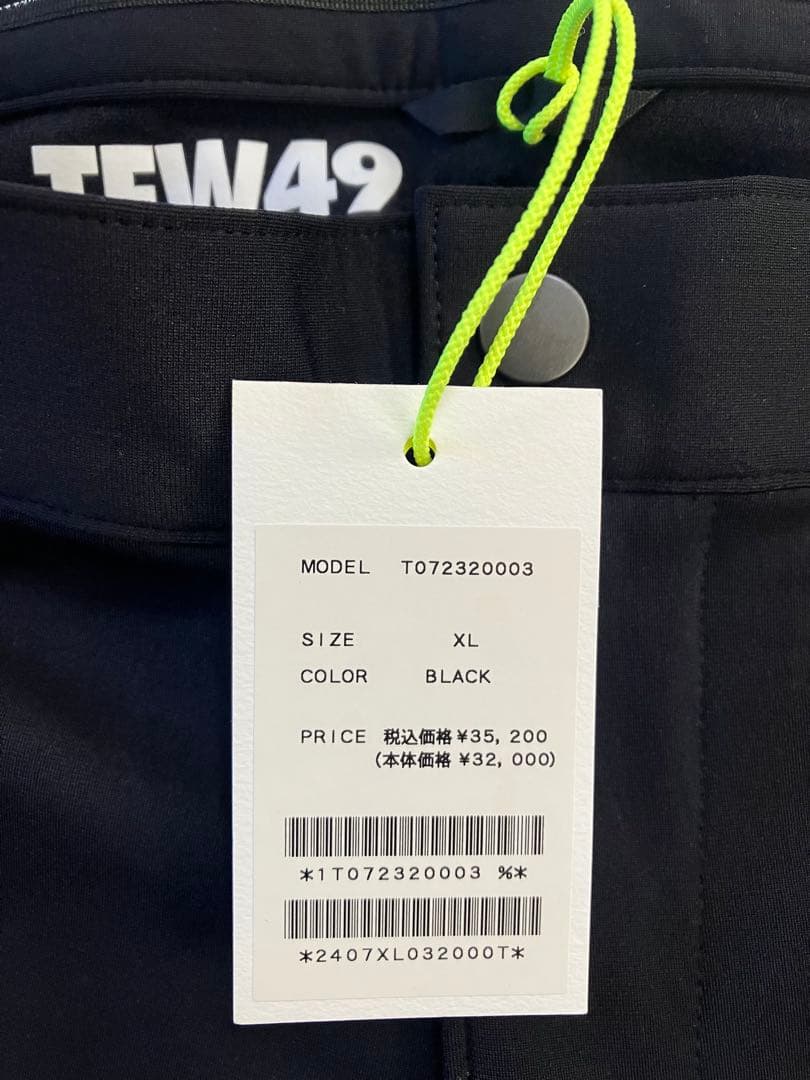 TFW49
MODEL T072320003
SIZE XL
COLOR BLACK
PRICE 税込価格¥35, 200
(本体価格 ¥32, 000)
*1T072320003 %*
*2407XL032000T*